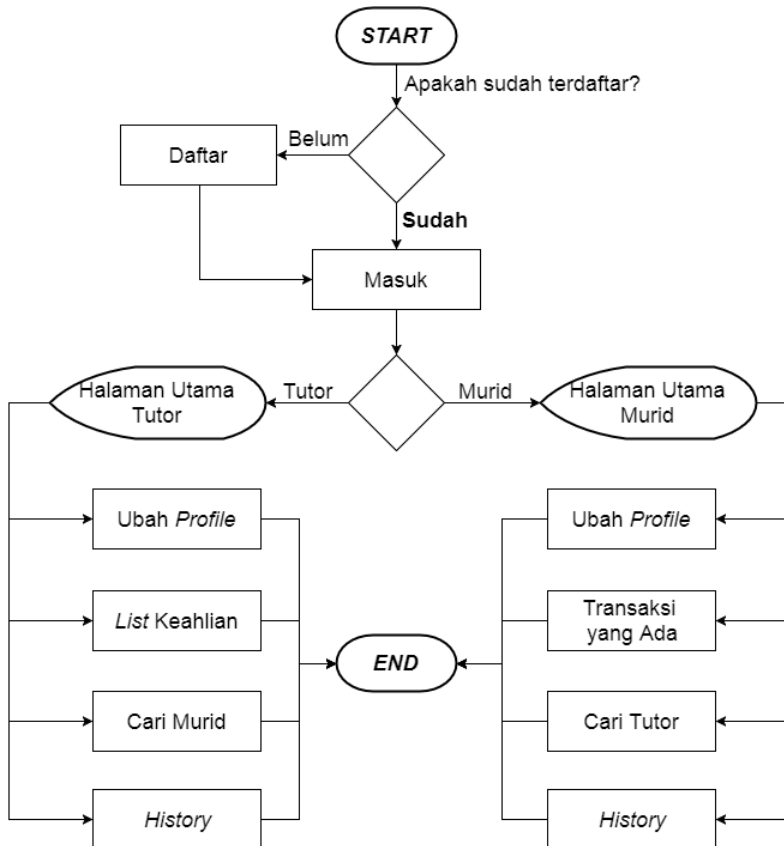 START
Apakah sudah terdaftar?
Belum
Daftar
Sudah
Masuk
Halaman Utama
Tutor
Tutor
Murid
Halaman Utama
Murid
Ubah Profile
Ubah Profile
List Keahlian
Transaksi
yang Ada
END
Cari Murid
Cari Tutor
History
History